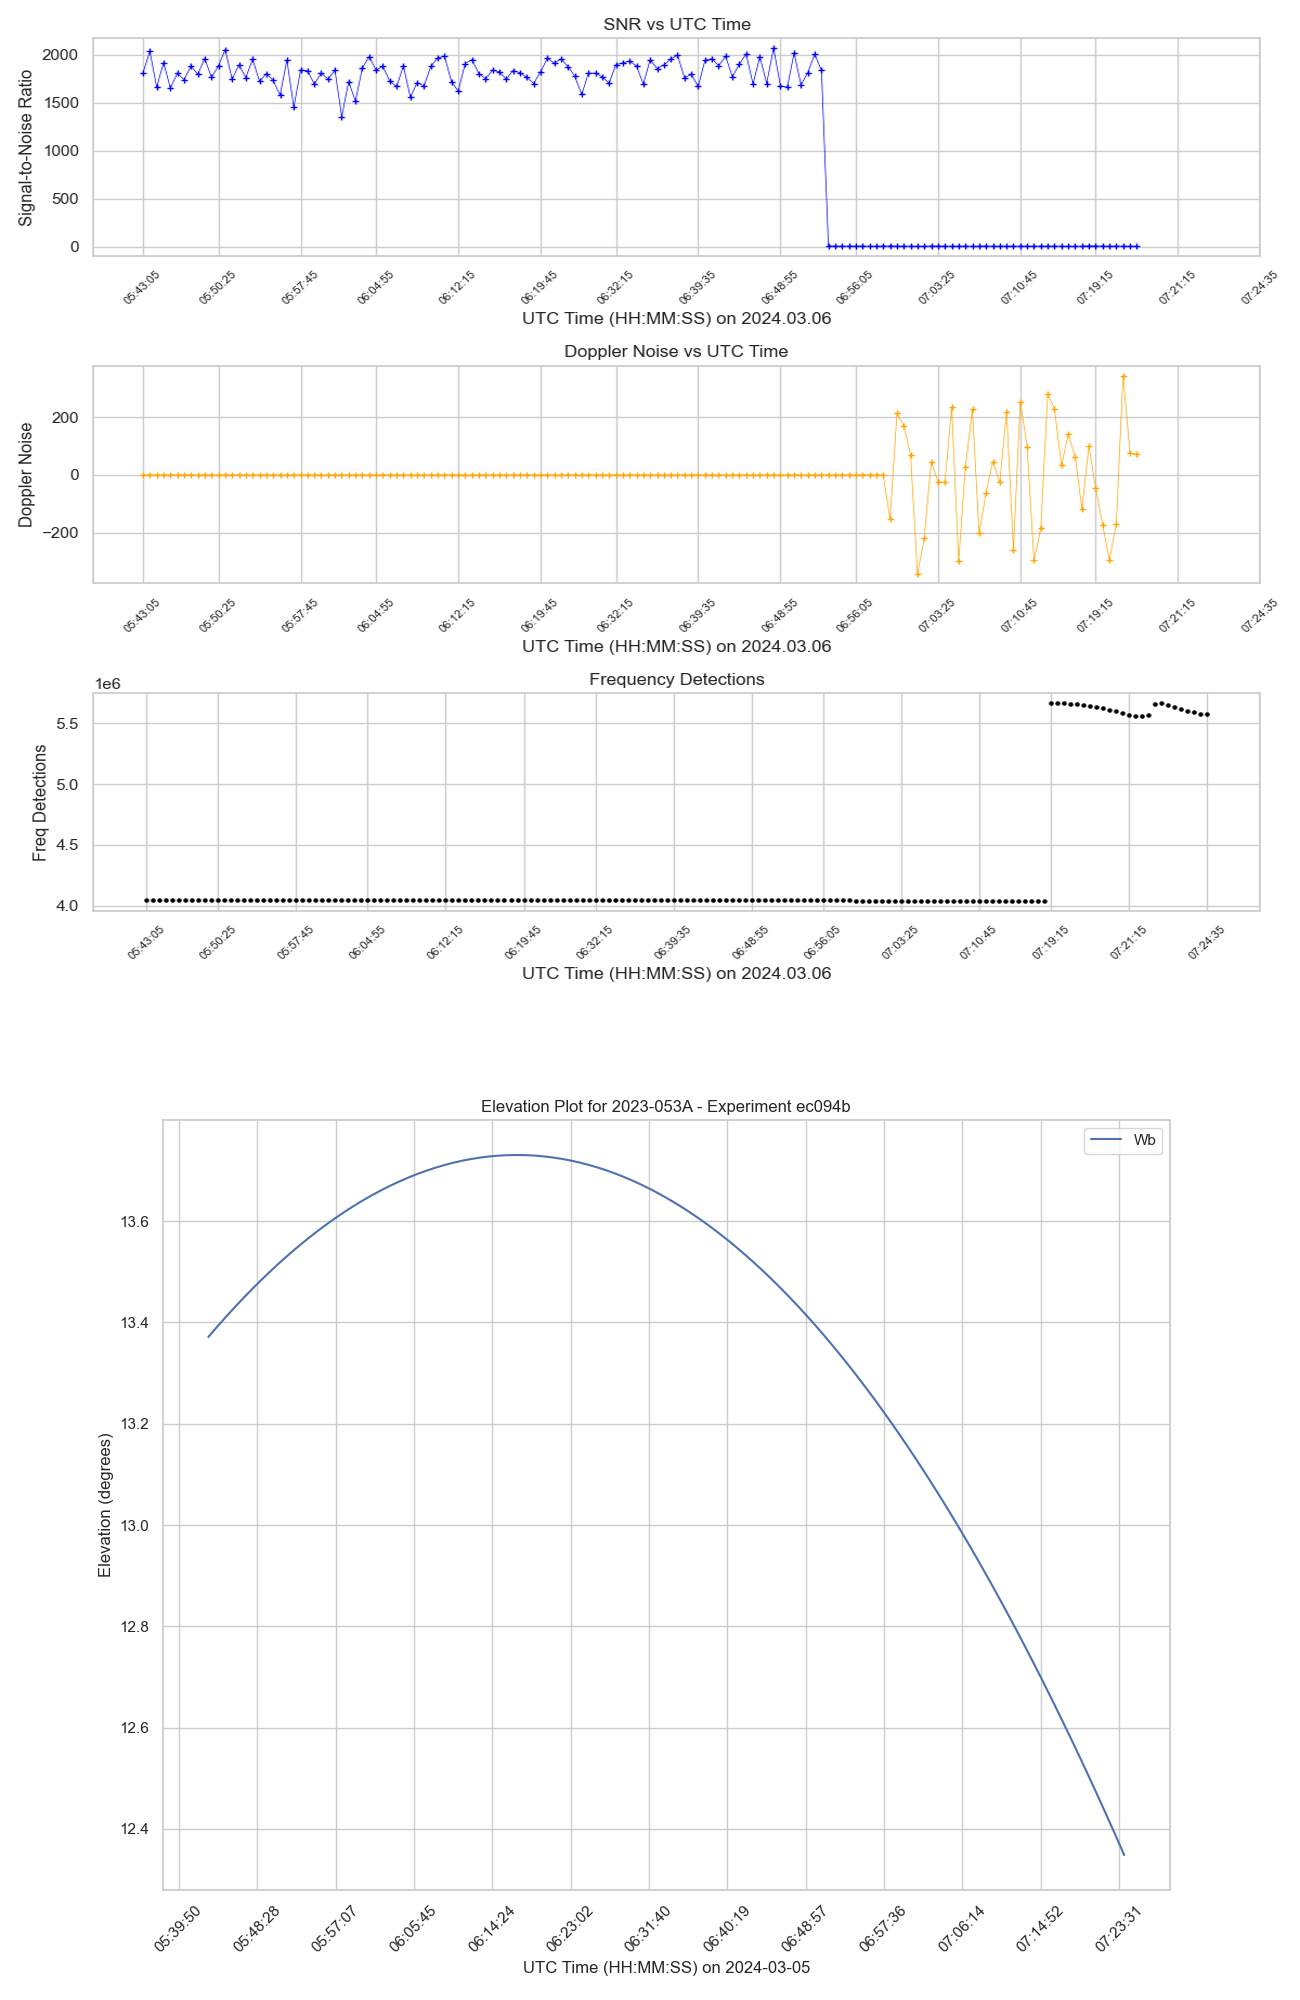 SNR vs UTC Time
Signal-to-Noise Ratio
2000
1500
1000
500
0
05:43:05 05:50:25 05:57:45 06:04:55 06:12:15 06:19:45 06:32:15 06:39:35 06:48:55 06:56:05 07:03:25 07:10:45 07:19:15 07:21:15 07:24:35
UTC Time (HH:MM:SS) on 2024.03.06
Doppler Noise vs UTC Time
Doppler Noise
200
0
−200
05:43:05 05:50:25 05:57:45 06:04:55 06:12:15 06:19:45 06:32:15 06:39:35 06:48:55 06:56:05 07:03:25 07:10:45 07:19:15 07:21:15 07:24:35
UTC Time (HH:MM:SS) on 2024.03.06
Frequency Detections
1e6
Freq Detections
5.5
5.0
4.5
4.0
05:43:05 05:50:25 05:57:45 06:04:55 06:12:15 06:19:45 06:32:15 06:39:35 06:48:55 06:56:05 07:03:25 07:10:45 07:19:15 07:21:15 07:24:35
UTC Time (HH:MM:SS) on 2024.03.06
Elevation Plot for 2023-053A - Experiment ec094b
Wb
Elevation (degrees)
13.6
13.4
13.2
13.0
12.8
12.6
12.4
05:39:50 05:48:28 05:57:07 06:05:45 06:14:24 06:23:02 06:31:40 06:40:19 06:48:57 06:57:36 07:06:14 07:14:52 07:23:31
UTC Time (HH:MM:SS) on 2024-03-05